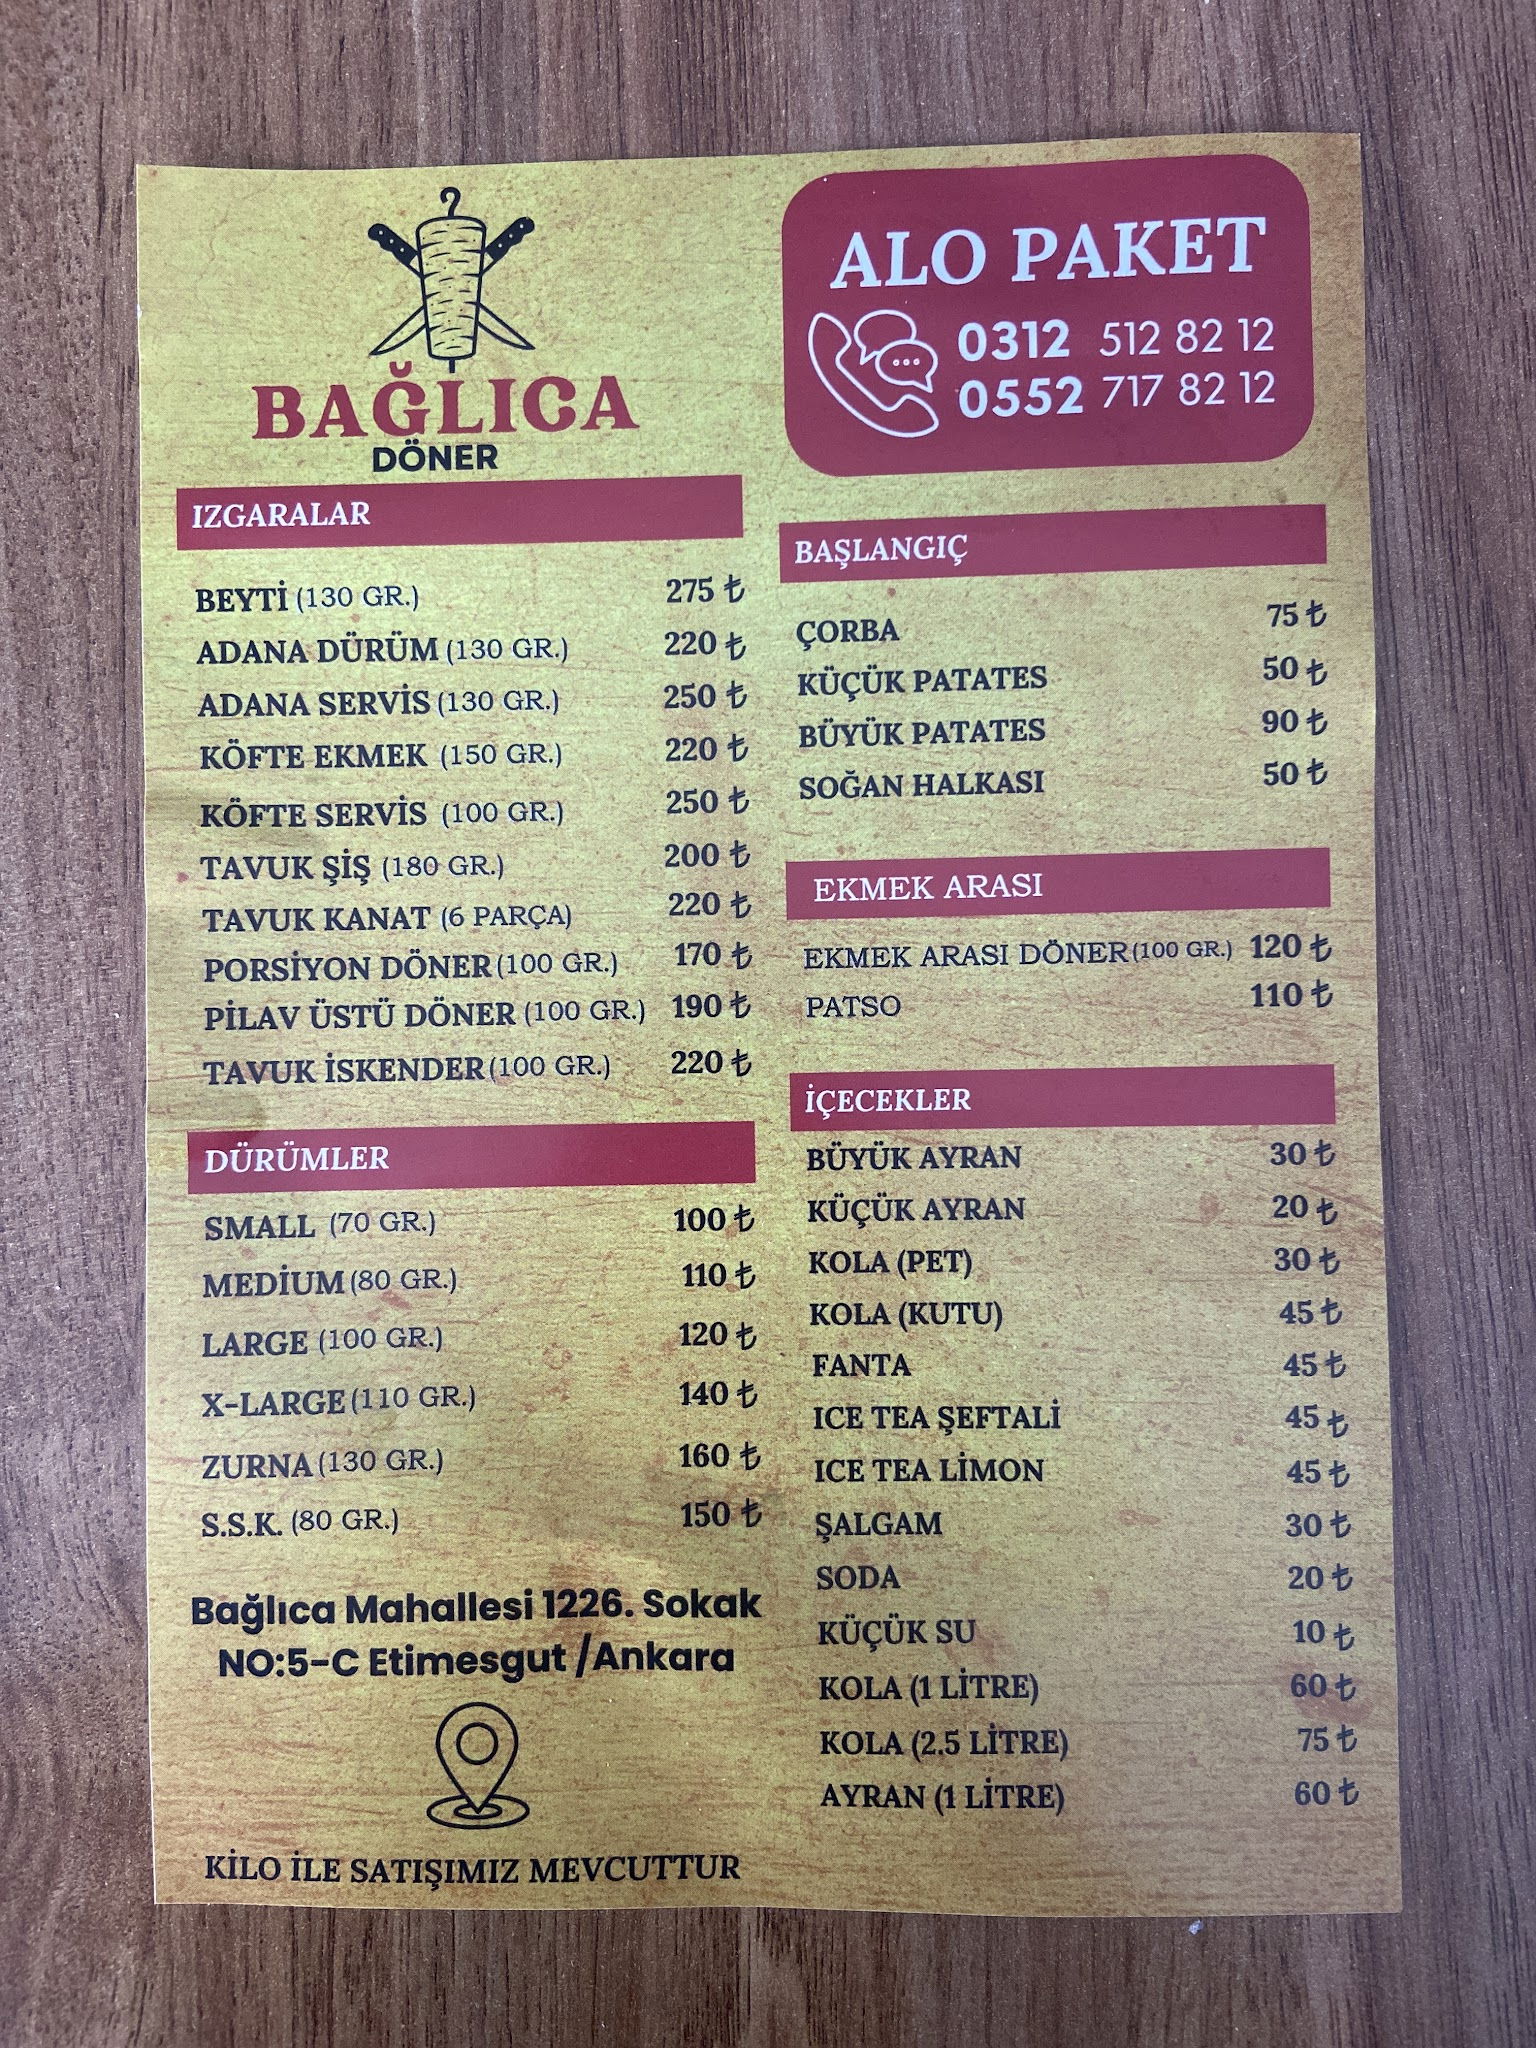 BAĞLICA
DÖNER
ALO PAKET
0312 512 82 12
0552 717 82 12
IZGARALAR
BEYTİ (130 GR.) 275 ₺
ADANA DÜRÜM (130 GR.) 220 ₺
ADANA SERVİS (130 GR.) 250 ₺
KÖFTE EKMEK (150 GR.) 220 ₺
KÖFTE SERVİS (100 GR.) 250 ₺
TAVUK ŞİŞ (180 GR.) 200 ₺
TAVUK KANAT (6 PARÇA) 220 ₺
PORSİYON DÖNER (100 GR.) 170 ₺
PİLAV ÜSTÜ DÖNER (100 GR.) 190 ₺
TAVUK İSKENDER (100 GR.) 220 ₺
DÜRÜMLER
SMALL (70 GR.) 100 ₺
MEDİUM (80 GR.) 110 ₺
LARGE (100 GR.) 120 ₺
X-LARGE (110 GR.) 140 ₺
ZURNA (130 GR.) 160 ₺
S.S.K. (80 GR.) 150 ₺
Bağlıca Mahallesi 1226. Sokak
NO:5-C Etimesgut /Ankara
KİLO İLE SATIŞIMIZ MEVCUTTUR
BAŞLANGIÇ
ÇORBA 75 ₺
KÜÇÜK PATATES 50 ₺
BÜYÜK PATATES 90 ₺
SOĞAN HALKASI 50 ₺
EKMEK ARASI
EKMEK ARASI DÖNER (100 GR.) 120 ₺
PATSO 110 ₺
İÇECEKLER
BÜYÜK AYRAN 30 ₺
KÜÇÜK AYRAN 20 ₺
KOLA (PET) 30 ₺
KOLA (KUTU) 45 ₺
FANTA 45 ₺
ICE TEA ŞEFTALİ 45 ₺
ICE TEA LİMON 45 ₺
ŞALGAM 30 ₺
SODA 20 ₺
KÜÇÜK SU 10 ₺
KOLA (1 LİTRE) 60 ₺
KOLA (2.5 LİTRE) 75 ₺
AYRAN (1 LİTRE) 60 ₺